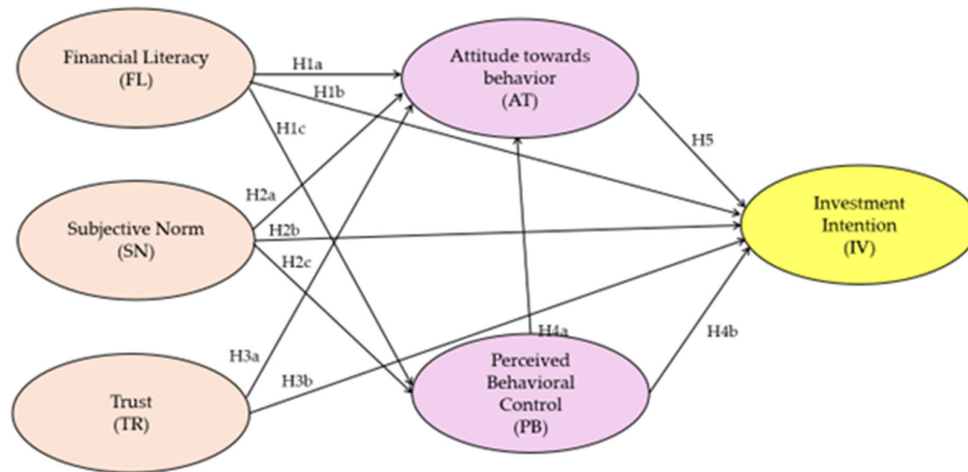 Financial Literacy
(FL)
H1a
H1b
H1c
Attitude towards
behavior
(AT)
H5
Subjective Norm
(SN)
H2a
H2b
H2c
Investment
Intention
(IV)
Trust
(TR)
H3a
H3b
H4a
H4b
Perceived
Behavioral
Control
(PB)